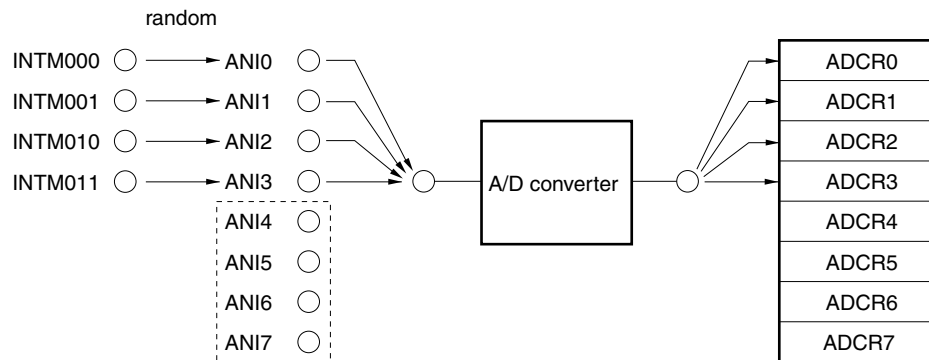 random
INTM000 ANI0 ADCR0
INTM001 ANI1 ADCR1
INTM010 ANI2 ADCR2
INTM011 ANI3 A/D converter ADCR3
ANI4 ADCR4
ANI5 ADCR5
ANI6 ADCR6
ANI7 ADCR7